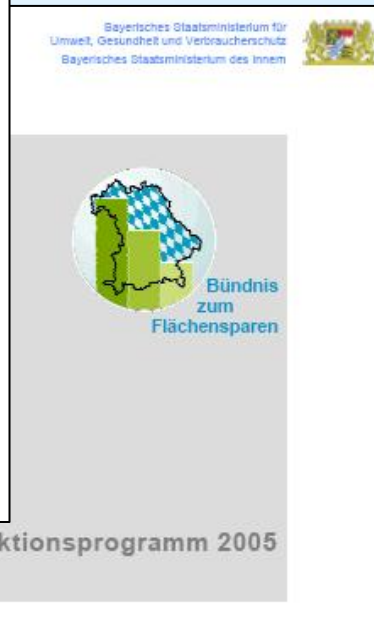 Bayerisches Staatsministerium für
Umwelt, Gesundheit und Verbraucherschutz
Bayerisches Staatsministerium des Innern
Bündnis
zum
Flächensparen
ktionsprogramm 2005